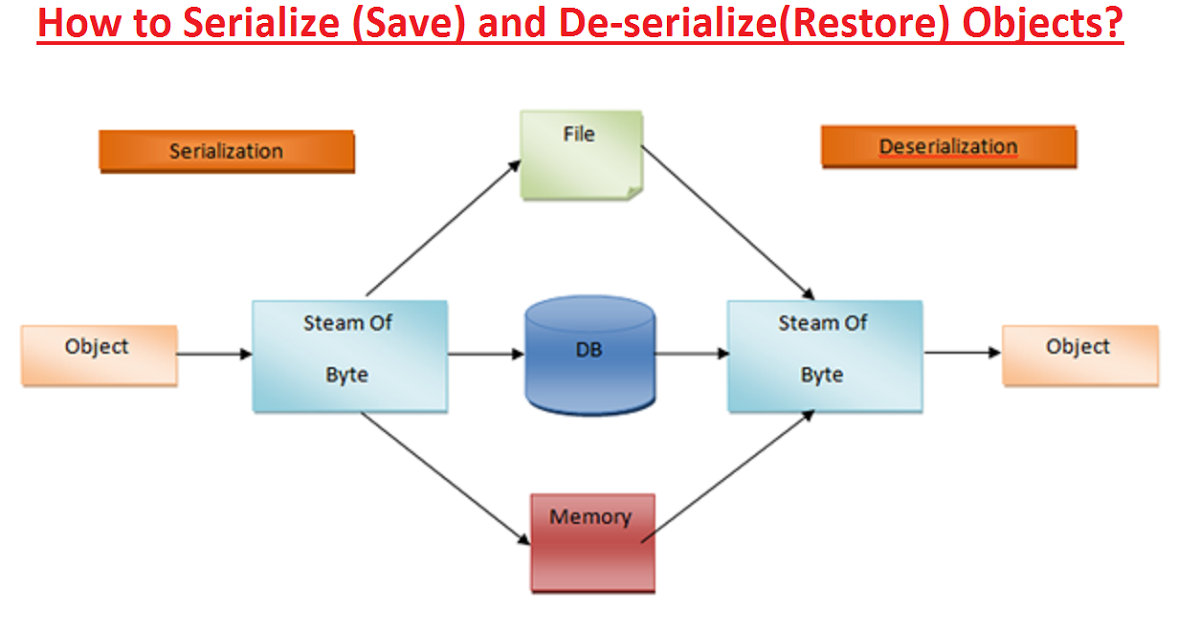 How to Serialize (Save) and De-serialize(Restore) Objects?
File
Serialization
Deserialization
Object
Steam Of
Byte
DB
Steam Of
Byte
Object
Memory